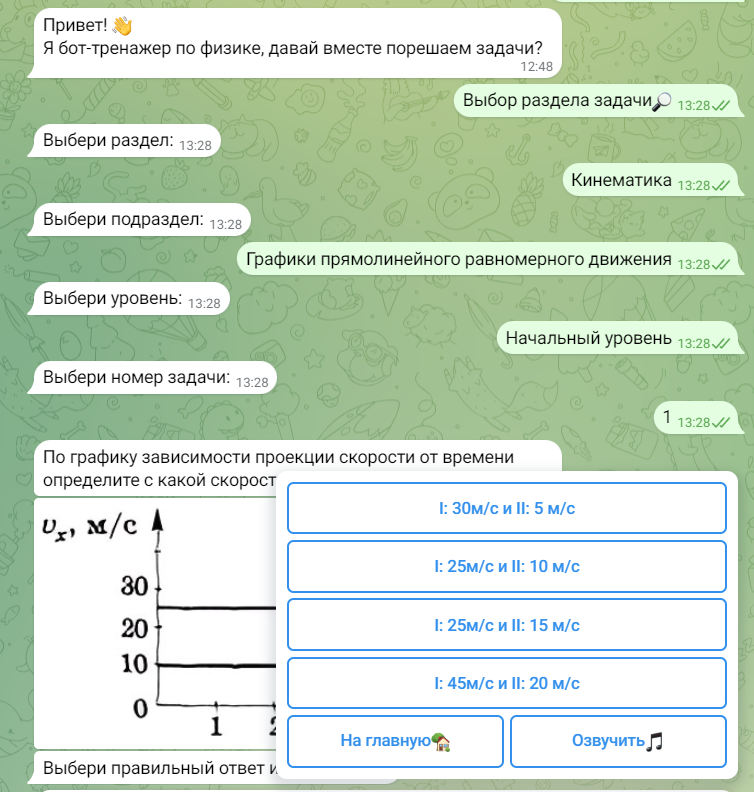 Привет! 👋
Я бот-тренажер по физике, давай вместе порешаем задачи?
12:48
Выбор раздела задачи🔎 13:28
Выбери раздел: 13:28
Кинематика 13:28
Выбери подраздел: 13:28
Графики прямолинейного равномерного движения 13:28
Выбери уровень: 13:28
Начальный уровень 13:28
Выбери номер задачи: 13:28
1 13:28
По графику зависимости проекции скорости от времени
определите с какой скорост
I: 30м/с и II: 5 м/с
I: 25м/с и II: 10 м/с
I: 25м/с и II: 15 м/с
I: 45м/с и II: 20 м/с
На главную🏡 Озвучить🎵
υx, м/с
30
20
10
0
1 2
Выбери правильный ответ и